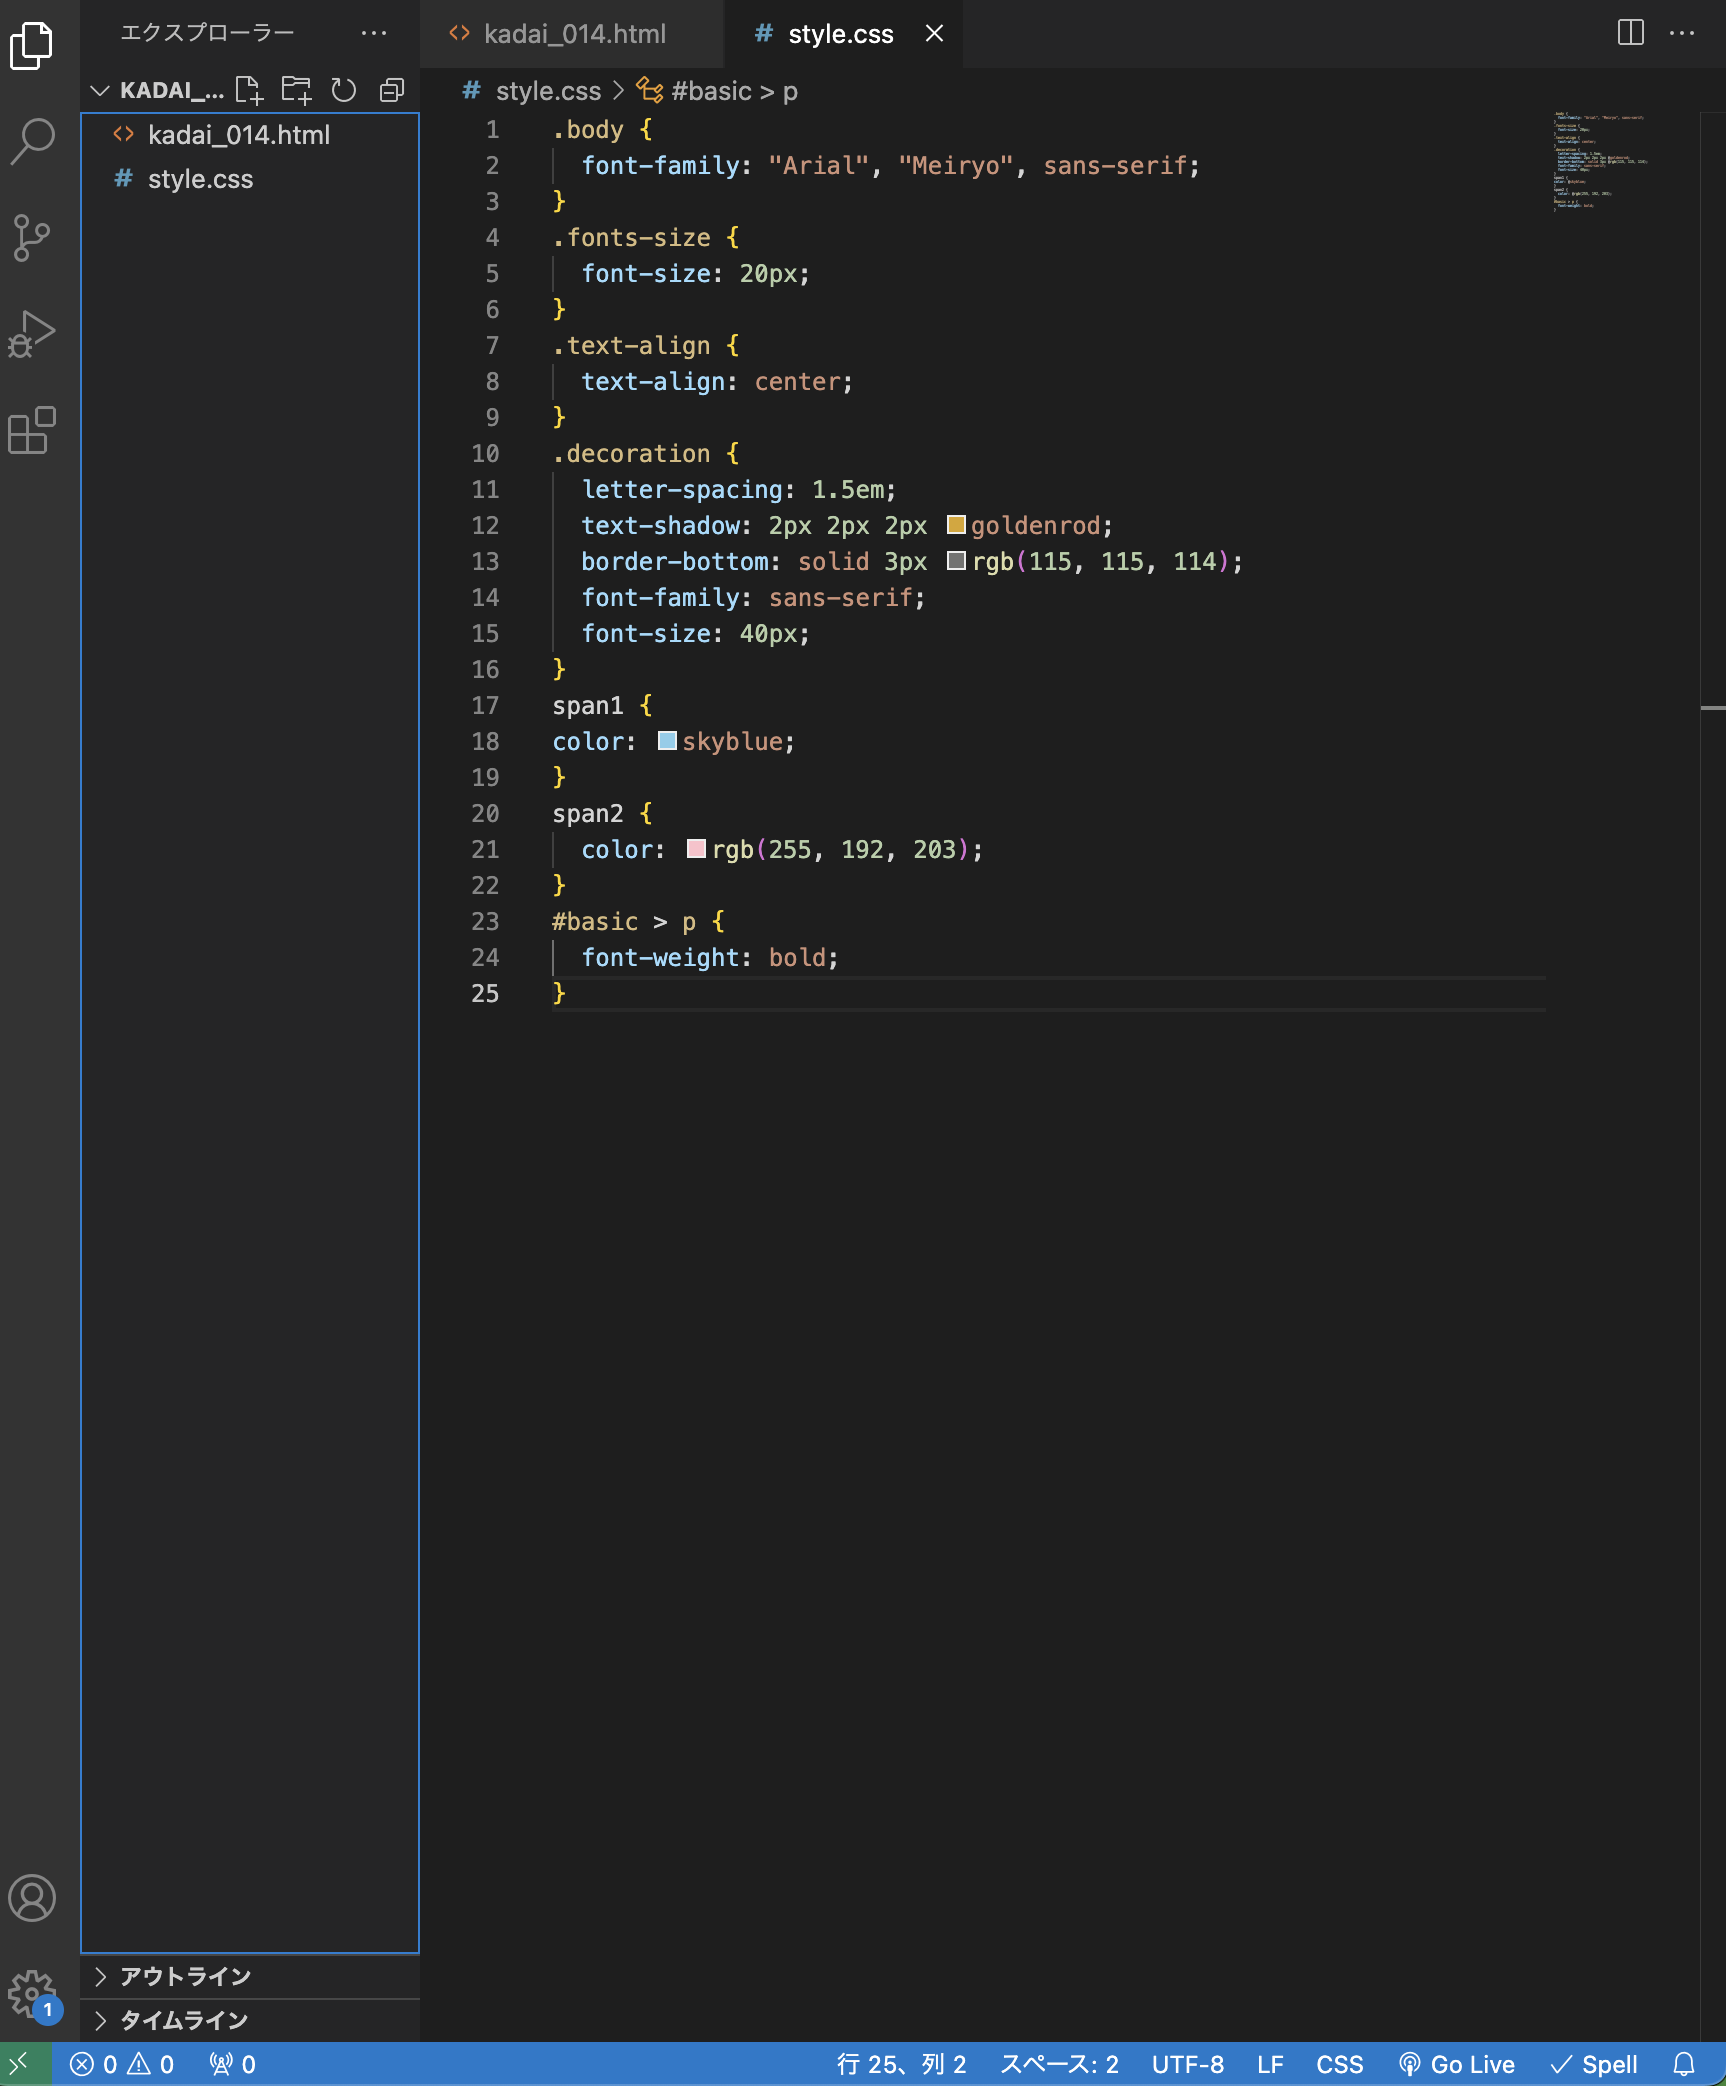 エクスプローラー ···
KADAI_...
kadai_014.html
style.css
kadai_014.html
# style.css
# style.css > #basic > p
1 .body {
2 font-family: "Arial", "Meiryo", sans-serif;
3 }
4 .fonts-size {
5 font-size: 20px;
6 }
7 .text-align {
8 text-align: center;
9 }
10 .decoration {
11 letter-spacing: 1.5em;
12 text-shadow: 2px 2px 2px goldenrod;
13 border-bottom: solid 3px rgb(115, 115, 114);
14 font-family: sans-serif;
15 font-size: 40px;
16 }
17 span1 {
18 color: skyblue;
19 }
20 span2 {
21 color: rgb(255, 192, 203);
22 }
23 #basic > p {
24 font-weight: bold;
25 }
アウトライン
タイムライン
1
0 0 0 行 25、列 2 スペース: 2 UTF-8 LF CSS Go Live Spell